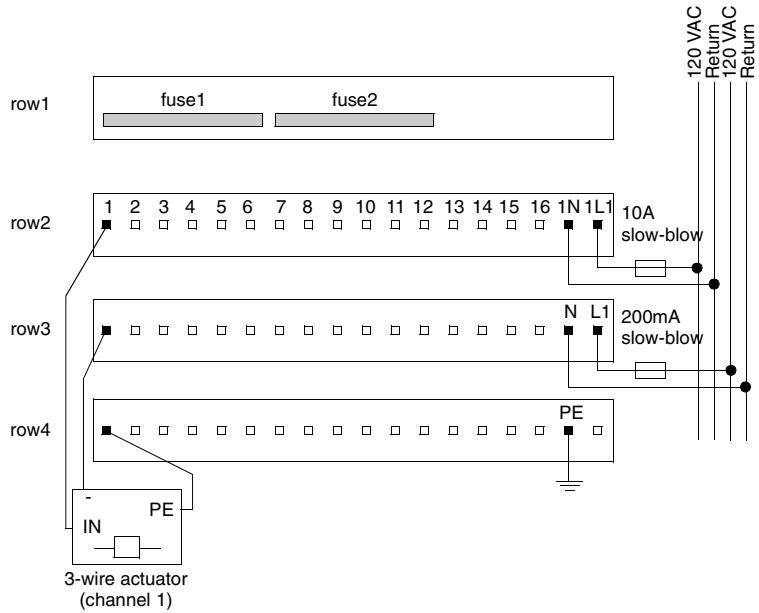 120 VAC
Return
120 VAC
Return
row1
fuse1 fuse2
row2
1 2 3 4 5 6 7 8 9 10 11 12 13 14 15 16 1N 1L1
10A
slow-blow
row3
N L1
200mA
slow-blow
row4
PE
-
PE
IN
3-wire actuator
(channel 1)